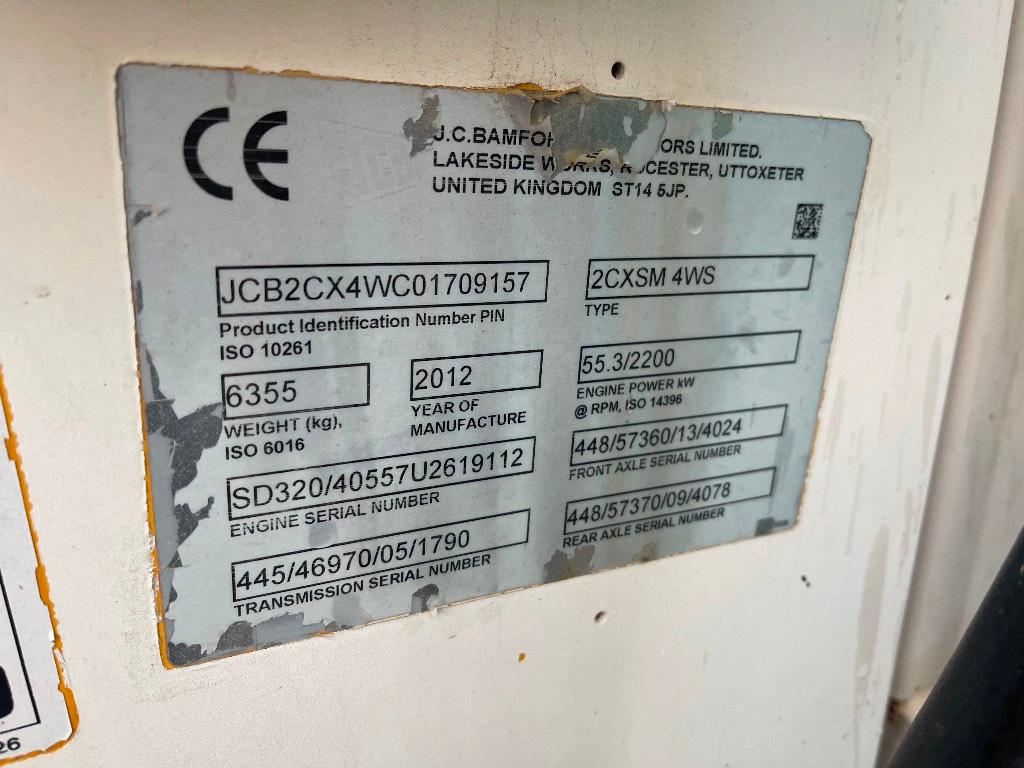 CE
J.C.BAMFO ORS LIMITED.
LAKESIDE WORKS, ROCESTER, UTTOXETER
UNITED KINGDOM ST14 5JP.
JCB2CX4WC01709157
Product Identification Number PIN
ISO 10261
2CXSM 4WS
TYPE
6355
WEIGHT (kg),
ISO 6016
2012
YEAR OF
MANUFACTURE
55.3/2200
ENGINE POWER kW
@ RPM, ISO 14396
SD320/40557U2619112
ENGINE SERIAL NUMBER
448/57360/13/4024
FRONT AXLE SERIAL NUMBER
445/46970/05/1790
TRANSMISSION SERIAL NUMBER
448/57370/09/4078
REAR AXLE SERIAL NUMBER
26